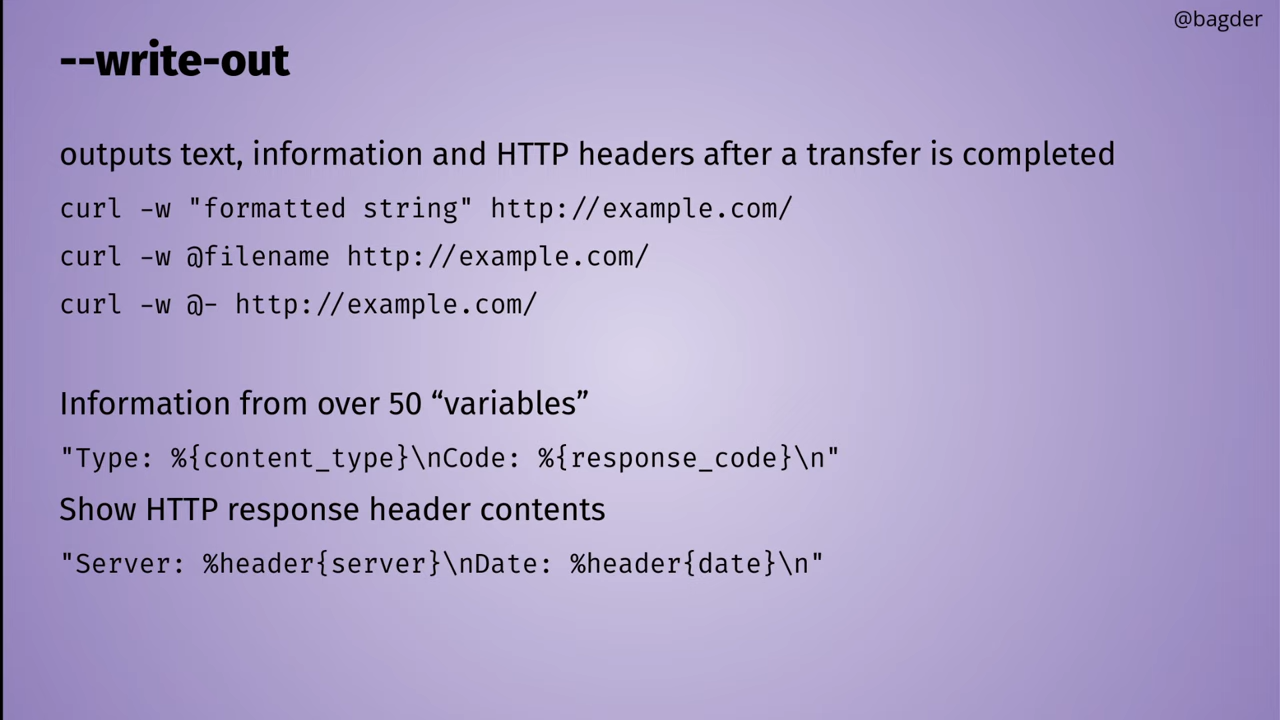 @bagder
--write-out
outputs text, information and HTTP headers after a transfer is completed
curl -w "formatted string" http://example.com/
curl -w @filename http://example.com/
curl -w @- http://example.com/
Information from over 50 “variables”
"Type: %{content_type}\nCode: %{response_code}\n"
Show HTTP response header contents
"Server: %header{server}\nDate: %header{date}\n"